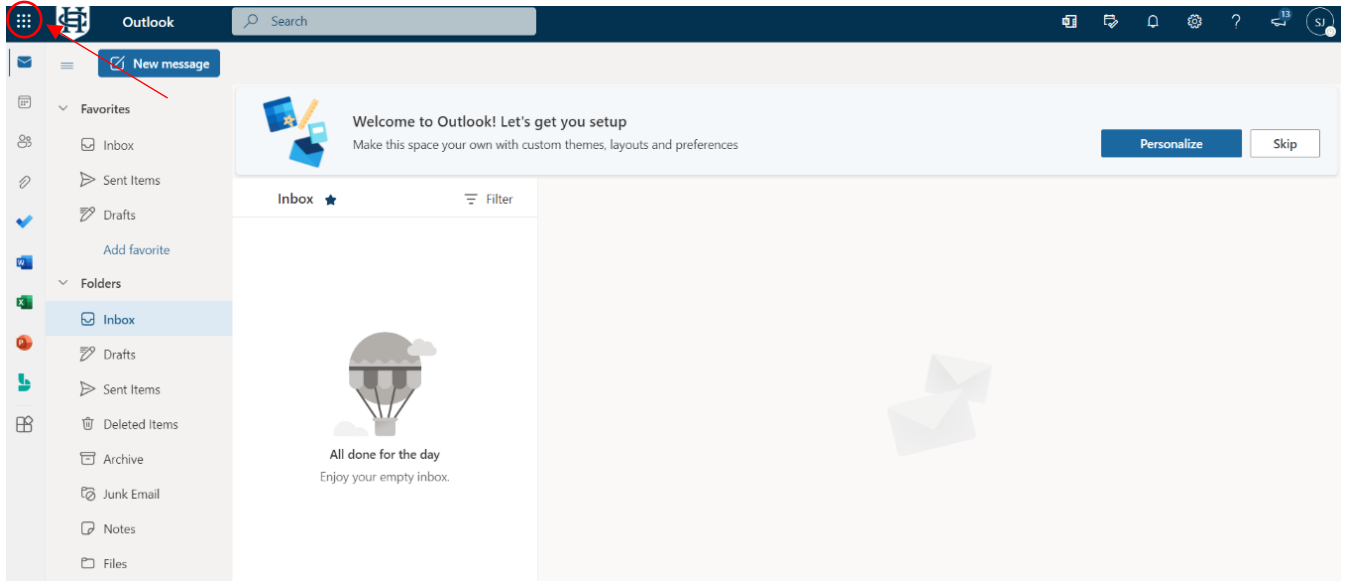 Outlook
Search
13
SJ
New message
Favorites
Inbox
Sent Items
Drafts
Add favorite
Folders
Inbox
Drafts
Sent Items
Deleted Items
Archive
Junk Email
Notes
Files
Welcome to Outlook! Let's get you setup
Make this space your own with custom themes, layouts and preferences
Personalize
Skip
Inbox
Filter
All done for the day
Enjoy your empty inbox.